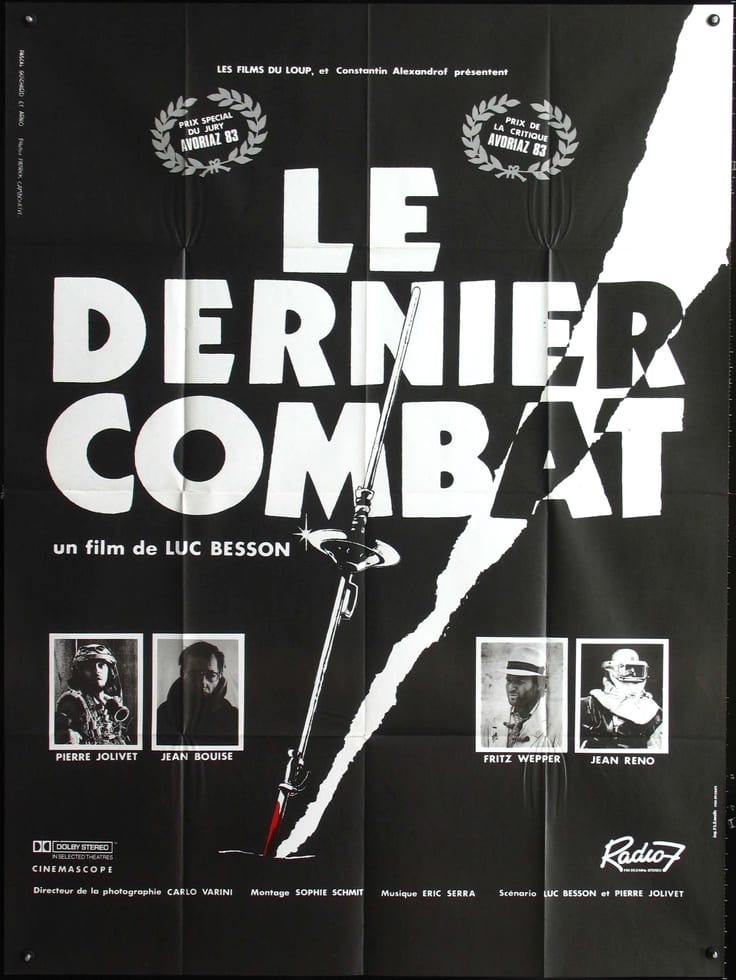 LES FILMS DU LOUP, et Constantin Alexandrof présentent
PRIX SPECIAL
DU JURY
AVORIAZ 83
PRIX DE
LA CRITIQUE
AVORIAZ 83
LE
DERNIER
COMBAT
un film de LUC BESSON
PIERRE JOLIVET
JEAN BOUISE
FRITZ WEPPER
JEAN RENO
DOLBY STEREO
IN SELECTED THEATRES
CINEMASCOPE
Radio 7
Directeur de la photographie CARLO VARINI Montage SOPHIE SCHMIT Musique ERIC SERRA Scénario LUC BESSON et PIERRE JOLIVET